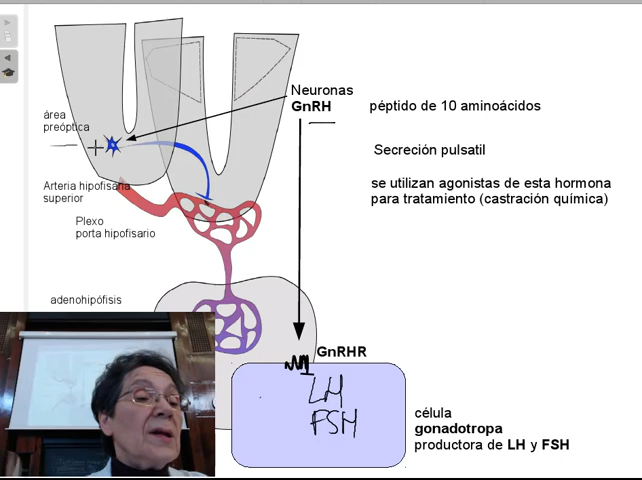 Neuronas
GnRH
péptido de 10 aminoácidos
área
preóptica
Secreción pulsatil
se utilizan agonistas de esta hormona
para tratamiento (castración química)
Arteria hipofisaria
superior
Plexo
porta hipofisario
adenohipófisis
GnRHR
LH
FSH
célula
gonadotropa
productora de LH y FSH